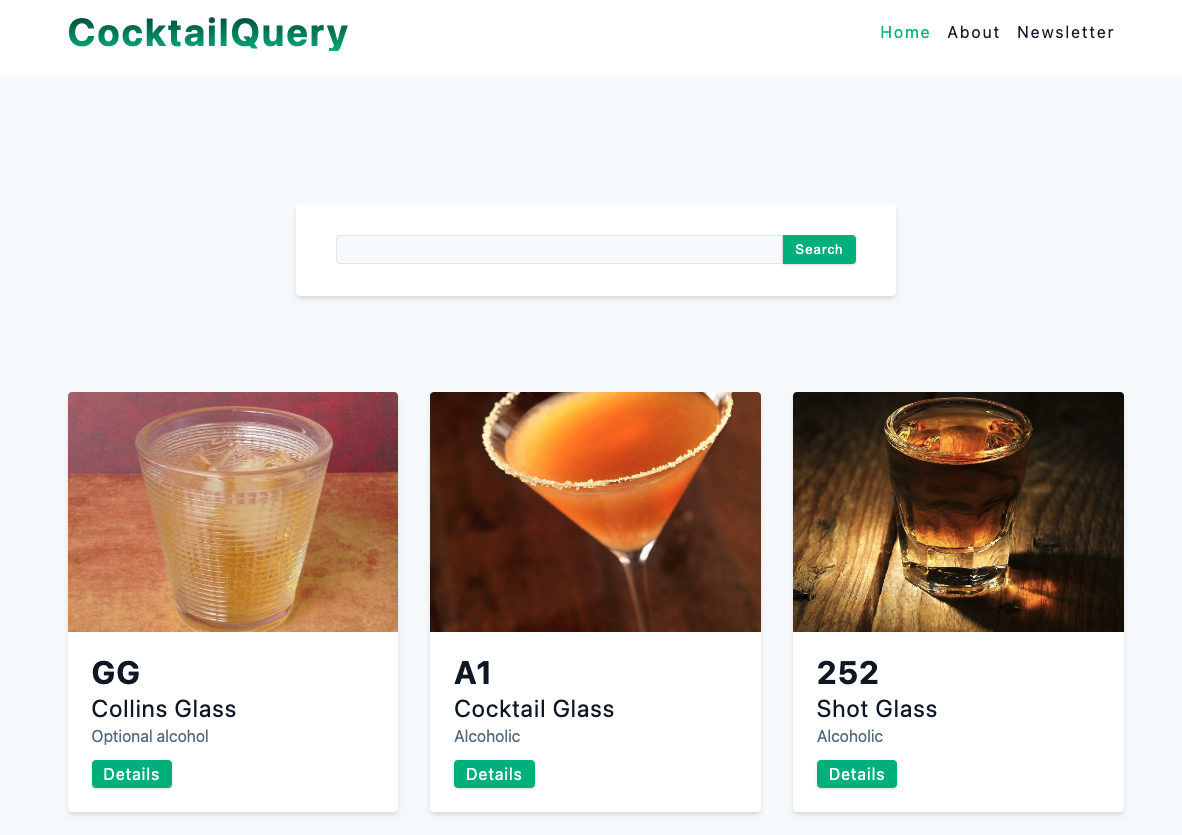 CocktailQuery
Home About Newsletter
Search
GG
Collins Glass
Optional alcohol
Details
A1
Cocktail Glass
Alcoholic
Details
252
Shot Glass
Alcoholic
Details